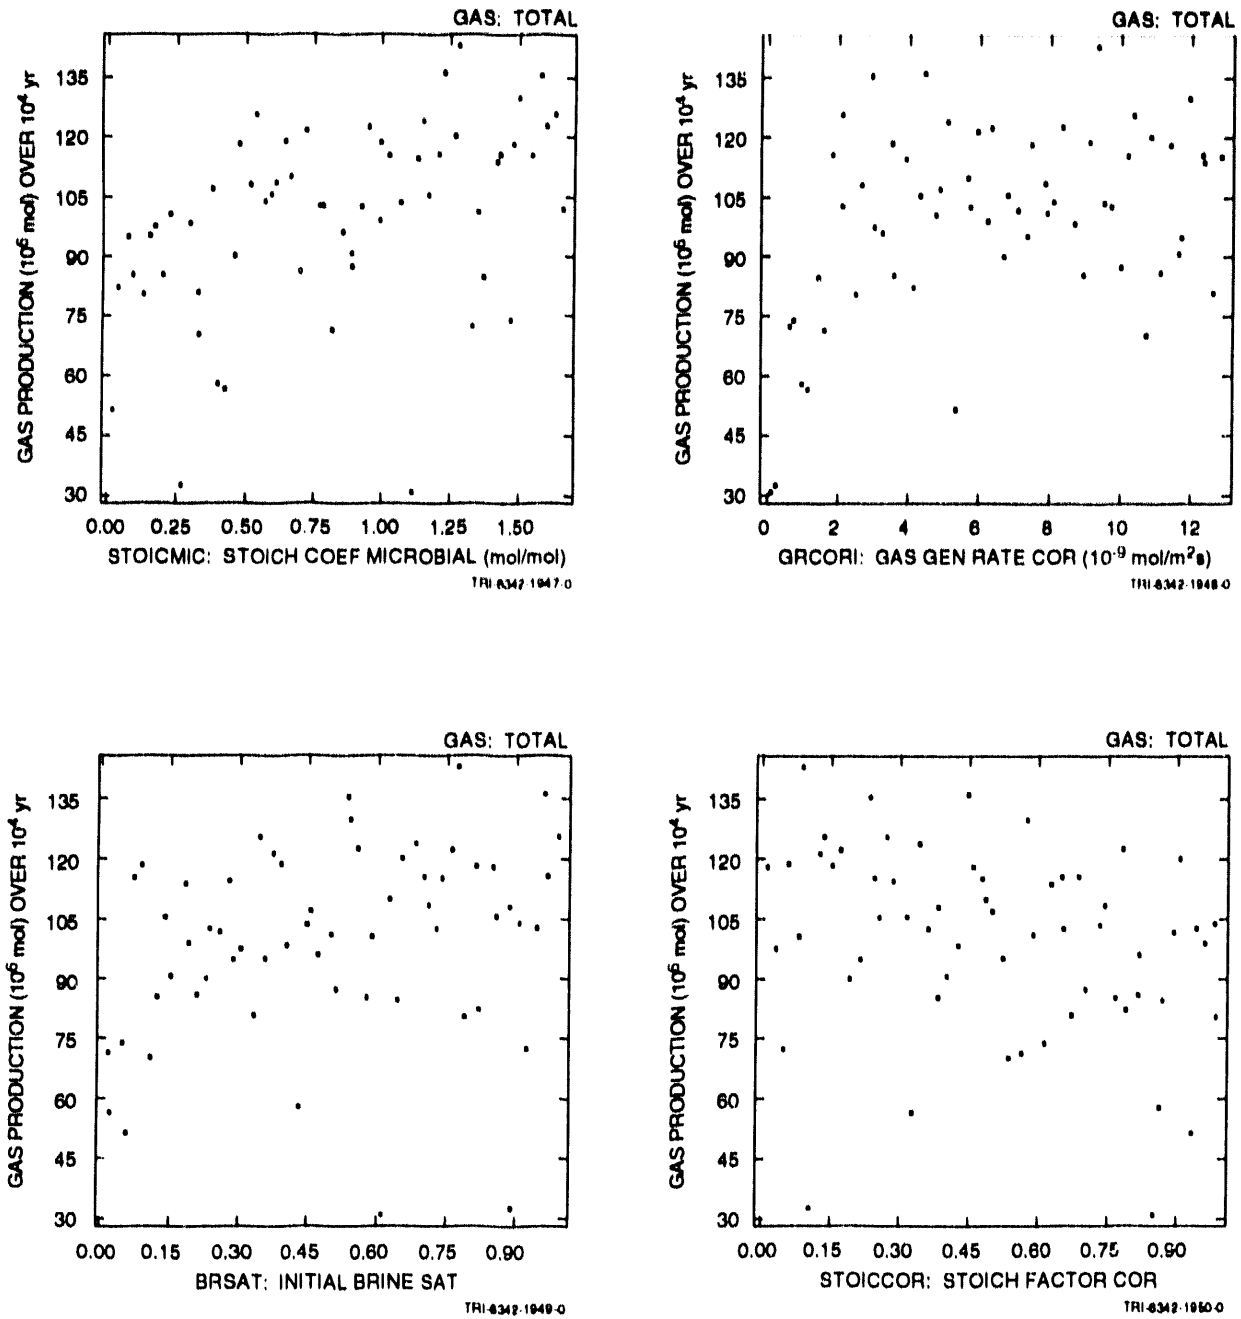 GAS: TOTAL
135
120
105
90
75
60
45
30
GAS PRODUCTION (10⁶ mol) OVER 10⁴ yr
0.00 0.25 0.50 0.75 1.00 1.25 1.50
STOICMIC: STOICH COEF MICROBIAL (mol/mol)
TRI-6342-1947-0
GAS: TOTAL
135
120
105
90
75
60
45
30
GAS PRODUCTION (10⁶ mol) OVER 10⁴ yr
0 2 4 6 8 10 12
GRCORI: GAS GEN RATE COR (10⁻⁹ mol/m²s)
TRI-6342-1948-0
GAS: TOTAL
135
120
105
90
75
60
45
30
GAS PRODUCTION (10⁶ mol) OVER 10⁴ yr
0.00 0.15 0.30 0.45 0.60 0.75 0.90
BRSAT: INITIAL BRINE SAT
TRI-6342-1949-0
GAS: TOTAL
135
120
105
90
75
60
45
30
GAS PRODUCTION (10⁶ mol) OVER 10⁴ yr
0.00 0.15 0.30 0.45 0.60 0.75 0.90
STOICCOR: STOICH FACTOR COR
TRI-6342-1950-0